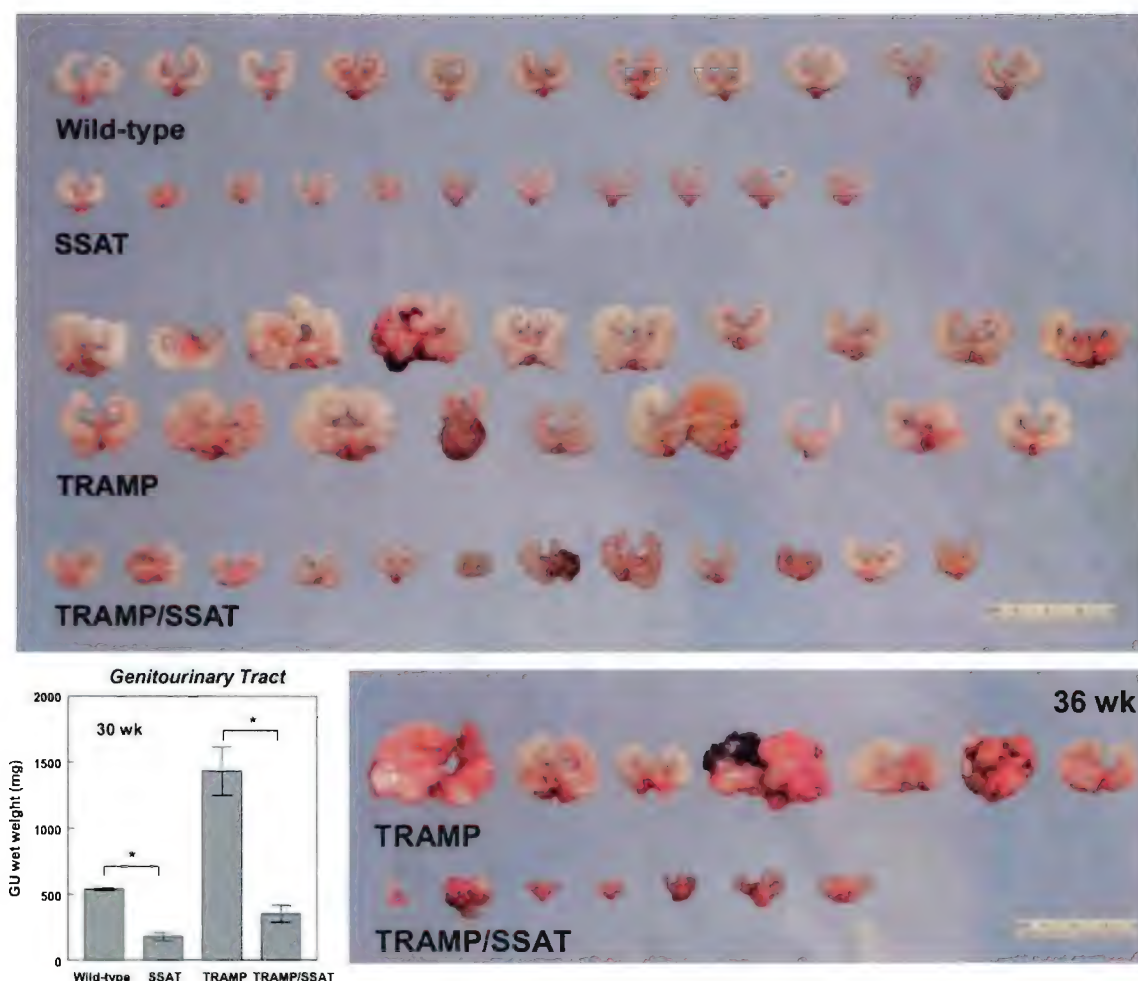 Wild-type
SSAT
TRAMP
TRAMP/SSAT
Genitourinary Tract
2000
1500
1000
500
0
GU wet weight (mg)
30 wk
*
*
Wild-type SSAT TRAMP TRAMP/SSAT
36 wk
TRAMP
TRAMP/SSAT